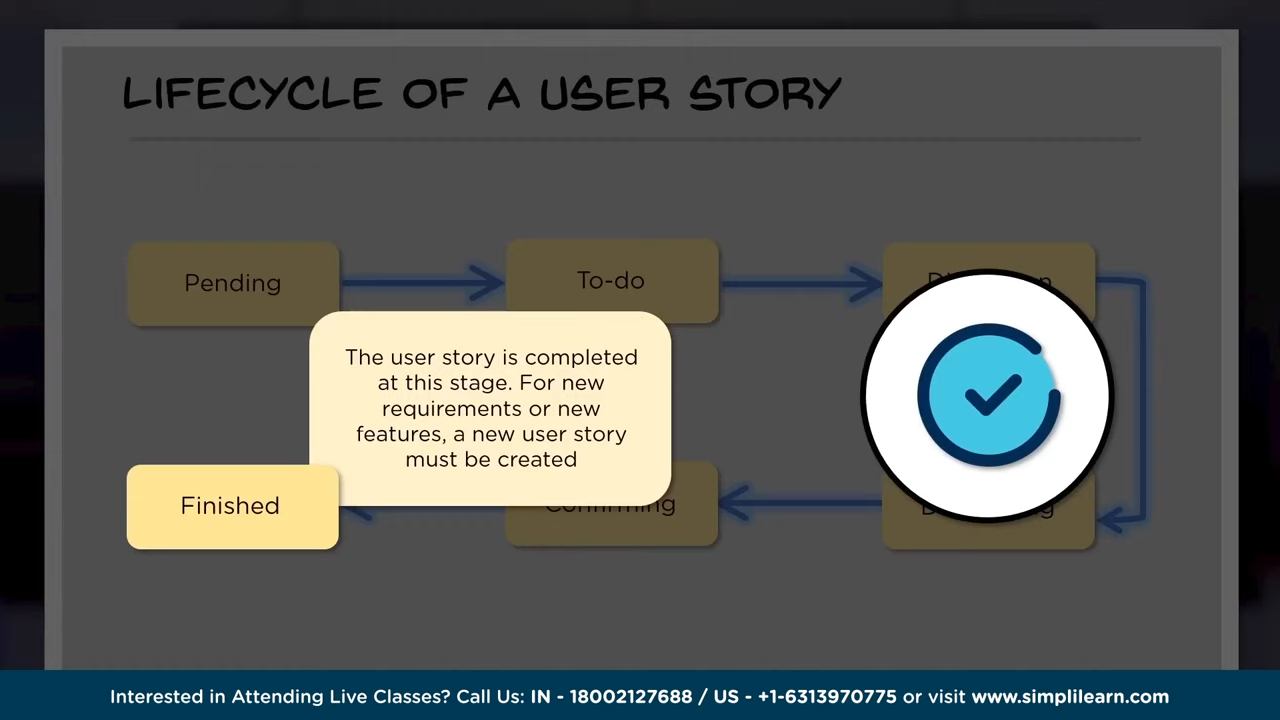 LIFECYCLE OF A USER STORY
Pending
To-do
The user story is completed
at this stage. For new
requirements or new
features, a new user story
must be created
Finished
Confirming
Interested in Attending Live Classes? Call Us: IN - 18002127688 / US - +1-6313970775 or visit www.simplilearn.com